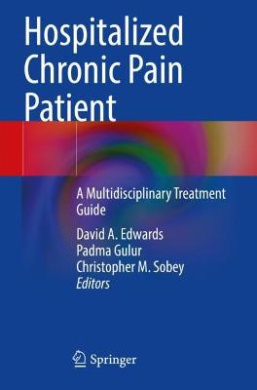 Hospitalized
Chronic Pain
Patient
A Multidisciplinary Treatment
Guide
David A. Edwards
Padma Gulur
Christopher M. Sobey
Editors
Springer